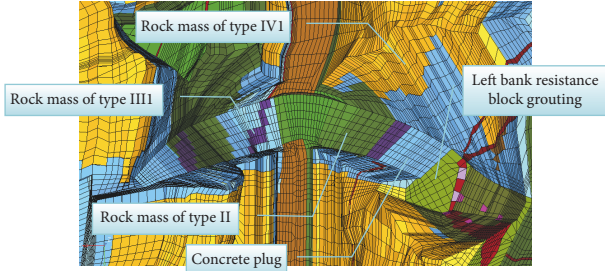 Rock mass of type IV1
Left bank resistance
block grouting
Rock mass of type III1
Rock mass of type II
Concrete plug